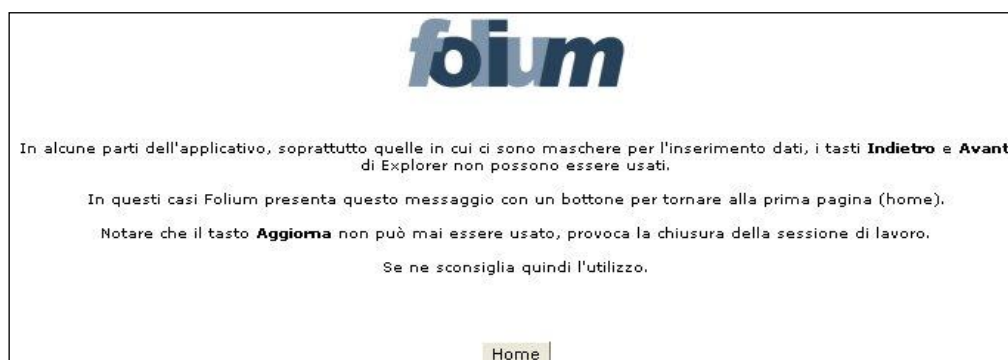 folium
In alcune parti dell'applicativo, soprattutto quelle in cui ci sono maschere per l'inserimento dati, i tasti Indietro e Avant
di Explorer non possono essere usati.
In questi casi Folium presenta questo messaggio con un bottone per tornare alla prima pagina (home).
Notare che il tasto Aggiorna non può mai essere usato, provoca la chiusura della sessione di lavoro.
Se ne sconsiglia quindi l'utilizzo.
Home